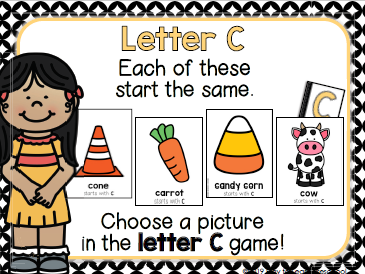 Letter C
Each of these
start the same.
C
cone
starts with C
carrot
starts with C
candy corn
starts with C
cow
starts with C
Choose a picture
in the letter C game!